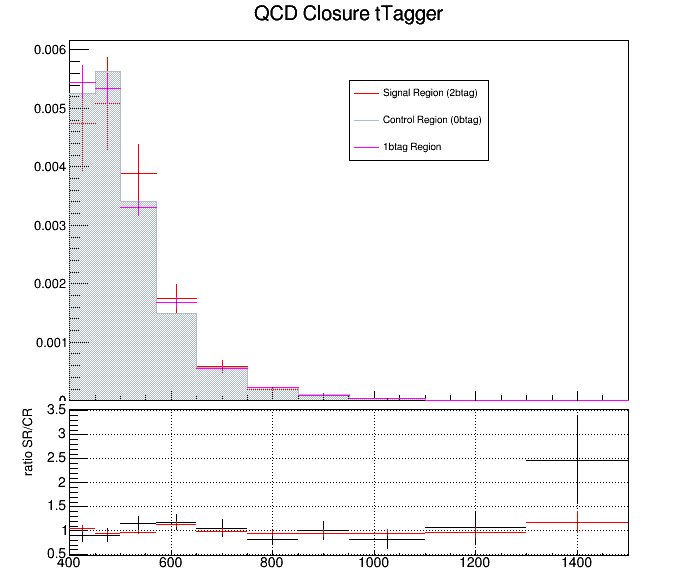 QCD Closure tTagger
0.006
0.005
0.004
0.003
0.002
0.001
0
Signal Region (2btag)
Control Region (0btag)
1btag Region
ratio SR/CR
3.5
3
2.5
2
1.5
1
0.5
400 600 800 1000 1200 1400